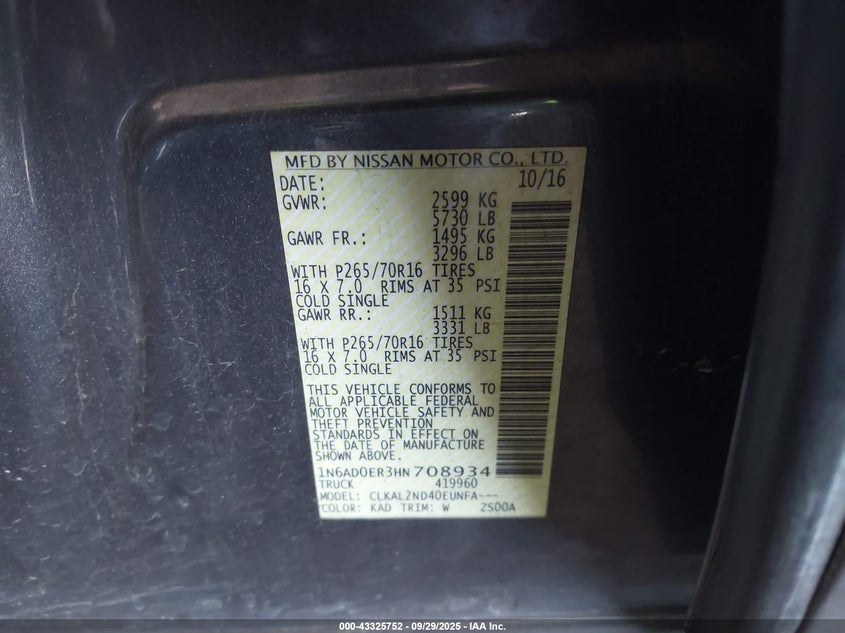 MFD BY NISSAN MOTOR CO., LTD.
DATE: 10/16
GVWR: 2599 KG
5730 LB
GAWR FR.: 1495 KG
3296 LB
WITH P265/70R16 TIRES
16 X 7.0 RIMS AT 35 PSI
COLD SINGLE
GAWR RR.: 1511 KG
3331 LB
WITH P265/70R16 TIRES
16 X 7.0 RIMS AT 35 PSI
COLD SINGLE
THIS VEHICLE CONFORMS TO
ALL APPLICABLE FEDERAL
MOTOR VEHICLE SAFETY AND
THEFT PREVENTION
STANDARDS IN EFFECT ON
THE DATE OF MANUFACTURE
SHOWN ABOVE.
1N6AD0ER3HN708934
TRUCK 419960
MODEL: CLKAL2ND40EUNFA---
COLOR: KAD TRIM: W 2S00A
000-43325752 - 09/29/2025 - IAA Inc.